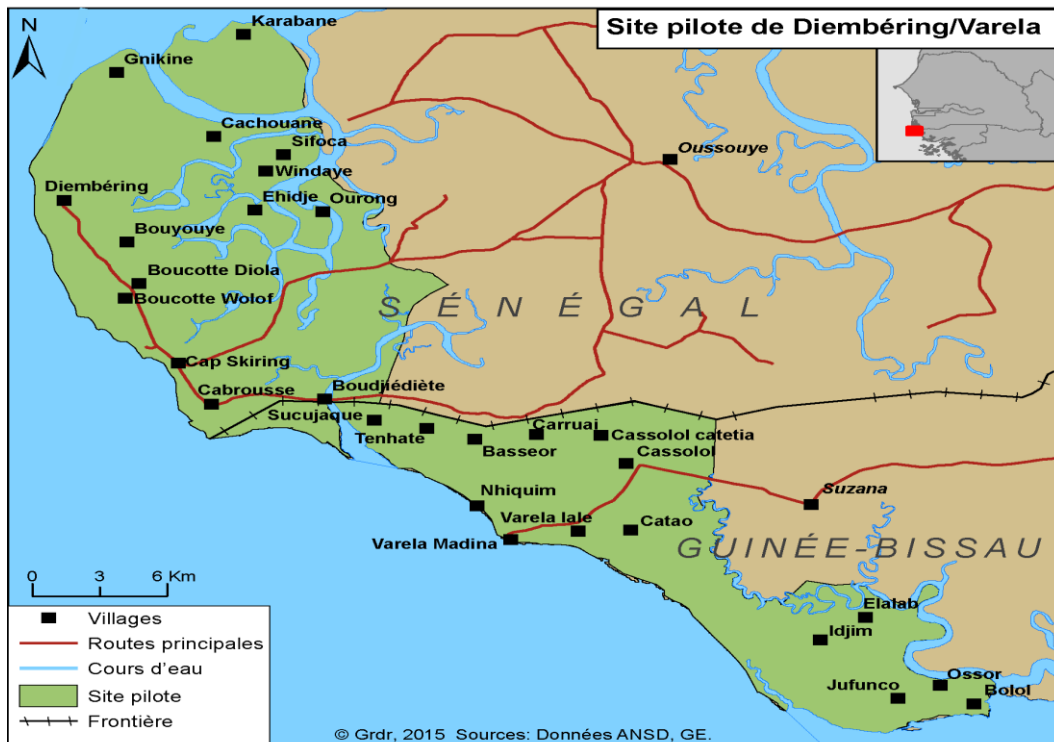 Site pilote de Diembéring/Varela
N
Karabane
Gnikine
Cachouane
Sifoca
Windaye
Oussouye
Diembéring
Ehidje
Ourong
Bouyouye
Boucotte Diola
Boucotte Wolof
SÉNÉGAL
Cap Skiring
Cabrousse
Boudjiédiète
Sucujaque
Tenhate
Carruai
Basseor
Cassolol catetia
Cassolol
Nhiquim
Suzana
Varela Iale
Catao
Varela Madina
GUINÉE-BISSAU
0 3 6 Km
Elalab
Idjim
Jufunco
Ossor
Bolol
Villages
Routes principales
Cours d'eau
Site pilote
Frontière
© Grdr, 2015 Sources: Données ANSD, GE.